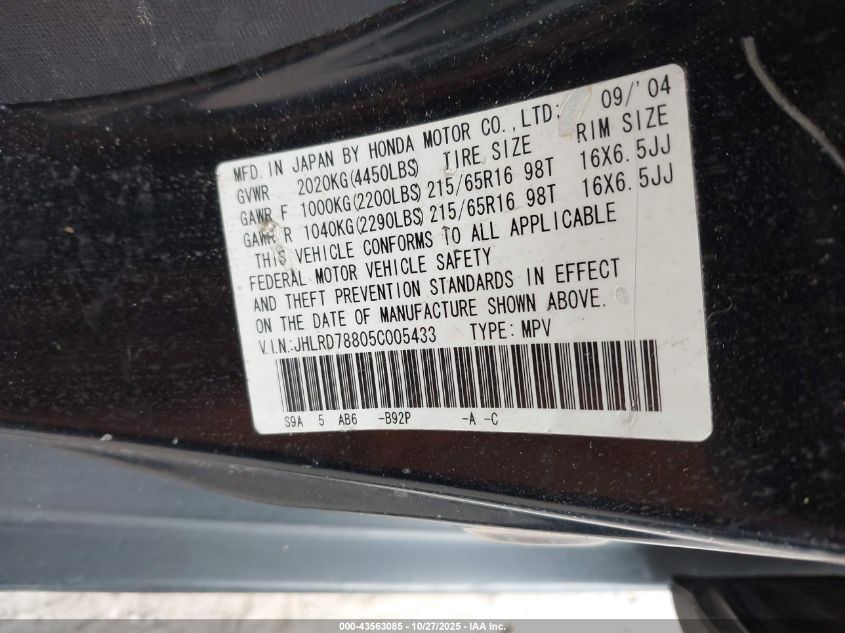 MFD. IN JAPAN BY HONDA MOTOR CO.,LTD; 09/'04
GVWR 2020KG(4450LBS) TIRE SIZE RIM SIZE
GAWR F 1000KG(2200LBS) 215/65R16 98T 16X6.5JJ
GAWR R 1040KG(2290LBS) 215/65R16 98T 16X6.5JJ
THIS VEHICLE CONFORMS TO ALL APPLICABLE
FEDERAL MOTOR VEHICLE SAFETY
AND THEFT PREVENTION STANDARDS IN EFFECT
ON THE DATE OF MANUFACTURE SHOWN ABOVE.
V.I.N.:JHLRD78805C005433 TYPE: MPV
S9A 5 AB6 -B92P -A -C
000-43563085 - 10/27/2025 - IAA Inc.